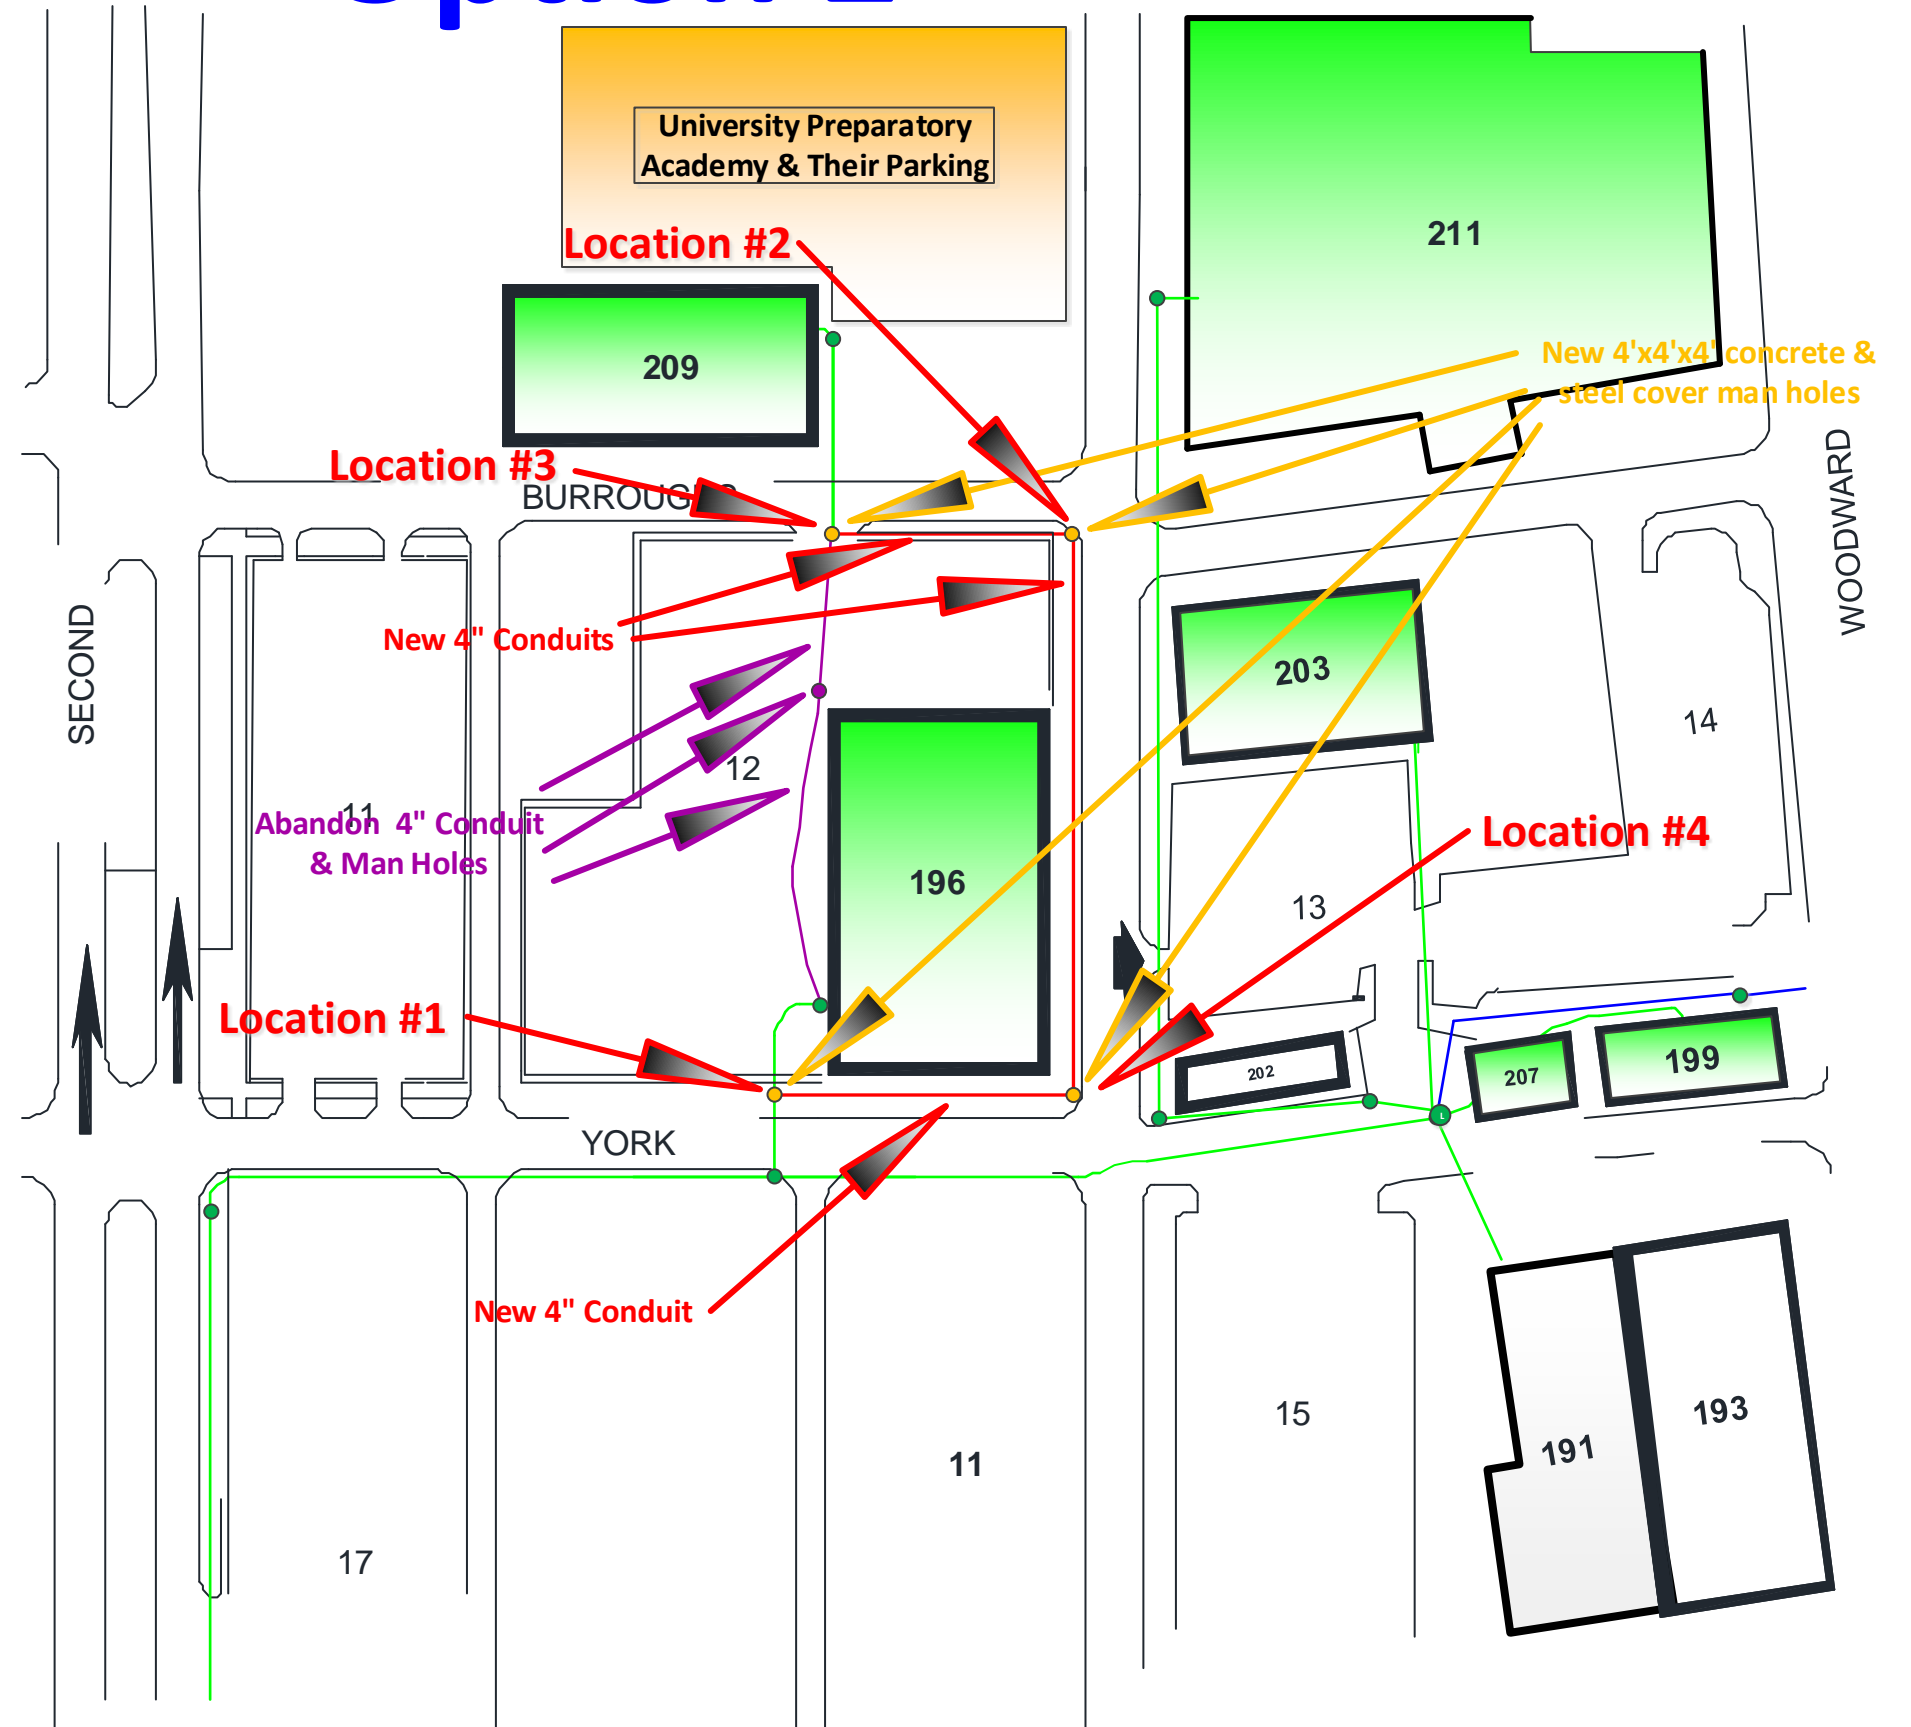 University Preparatory
Academy & Their Parking
211
Location #2
209
New 4'x4'x4' concrete &
steel cover man holes
Location #3
BURROUGHS
WOODWARD
SECOND
New 4" Conduits
203
14
12
11
Abandon 4" Conduit
& Man Holes
Location #4
196
13
Location #1
202
207
199
L
YORK
New 4" Conduit
11
15
191
193
17